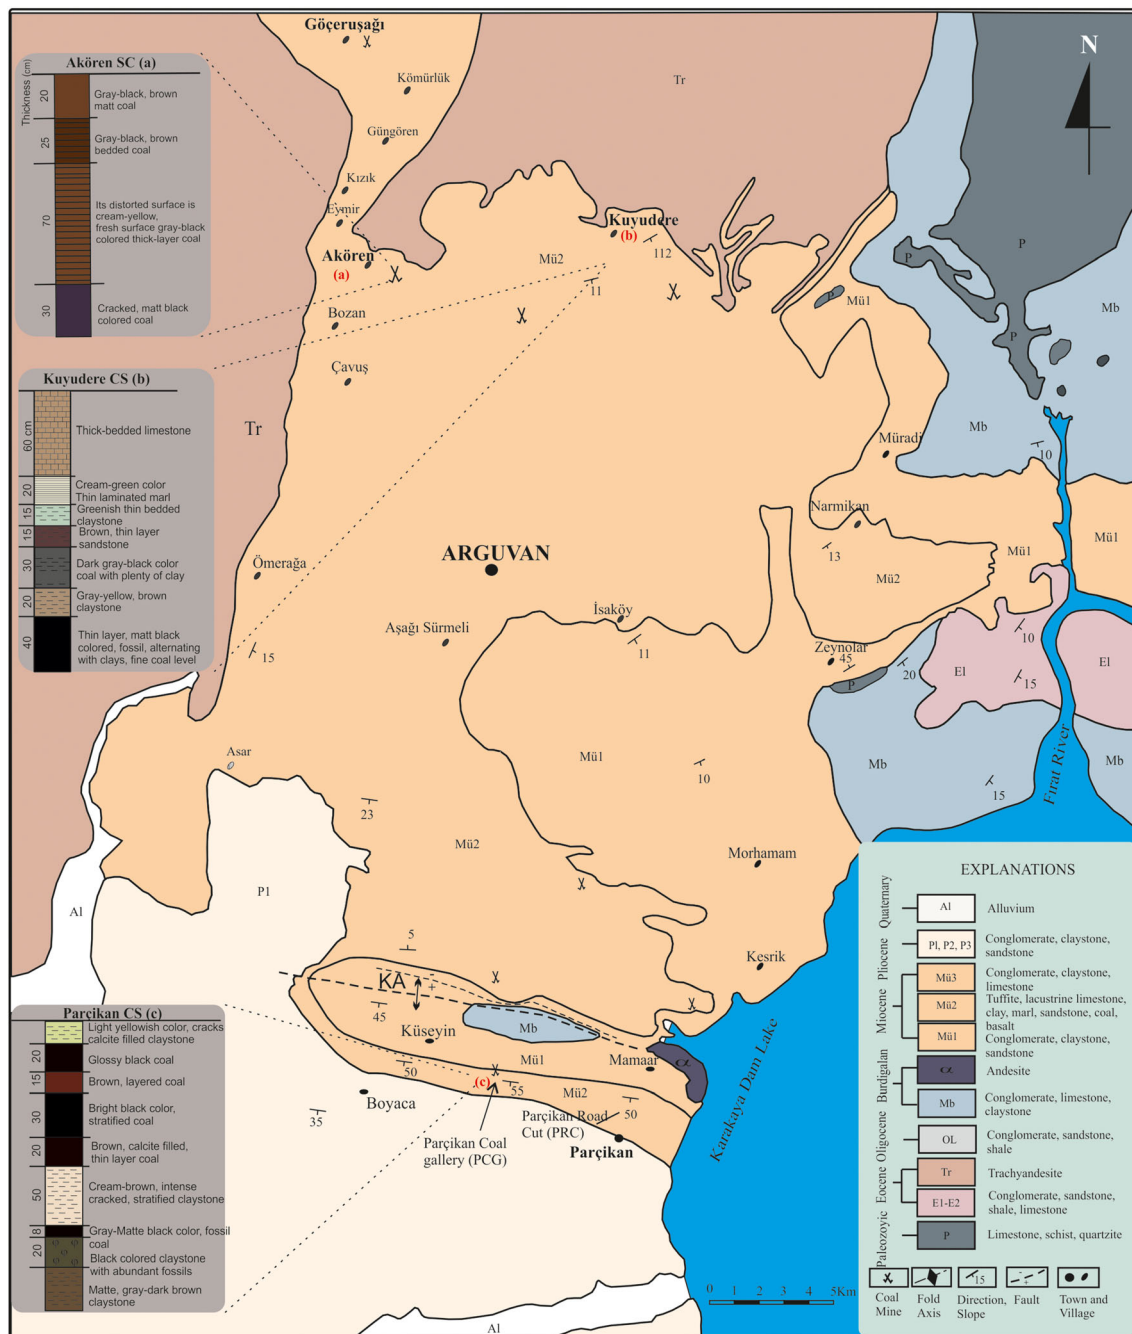 Göçeruşağı
Kömürlük
Güngören
Kızık
Eymir
Akören
(a)
Bozan
Çavuş
Tr
Tr
N
Kuyudere
(b)
112
Mü2
11
P
Mü1
P
P
P
Mb
Mb
10
Müradi
Narmikan
13
Mü2
Mü1
Mü1
ARGUVAN
Ömerağa
15
Aşağı Sürmeli
İsaköy
11
Zeynolar
45
P
20
10
El
15
El
Mb
15
Mb
Fırat River
Asar
23
Mü1
10
Mü2
Morhamam
P1
Al
5
KA
+
45
Küseyin
Mb
Kesrik
Mü1
Mamaar
α
50
(c)
55
Mü2
50
Boyaca
35
Parçikan Road
Cut (PRC)
Parçikan Coal
gallery (PCG)
Parçikan
Karakaya Dam Lake
Al
0 1 2 3 4 5Km
Akören SC (a)
Thickness (cm)
20
Gray-black, brown
matt coal
25
Gray-black, brown
bedded coal
70
Its distorted surface is
cream-yellow,
fresh surface gray-black
colored thick-layer coal
30
Cracked, matt black
colored coal
Kuyudere CS (b)
60 cm
Thick-bedded limestone
20
Cream-green color
Thin laminated marl
15
Greenish thin bedded
claystone
15
Brown, thin layer
sandstone
30
Dark gray-black color
coal with plenty of clay
20
Gray-yellow, brown
claystone
40
Thin layer, matt black
colored, fossil, alternating
with clays, fine coal level
Parçikan CS (c)
Light yellowish color, cracks
calcite filled claystone
20
Glossy black coal
15
Brown, layered coal
30
Bright black color,
stratified coal
20
Brown, calcite filled,
thin layer coal
50
Cream-brown, intense
cracked, stratified claystone
8
Gray-Matte black color, fossil
coal
20
Black colored claystone
with abundant fossils
Matte, gray-dark brown
claystone
EXPLANATIONS
Quaternary
Al
Alluvium
Pliocene
Pl, P2, P3
Conglomerate, claystone,
sandstone
Miocene
Mü3
Conglomerate, claystone,
limestone
Mü2
Tuffite, lacustrine limestone,
clay, marl, sandstone, coal,
basalt
Mü1
Conglomerate, claystone,
sandstone
Burdigalan
α
Andesite
Mb
Conglomerate, limestone,
claystone
Oligocene
OL
Conglomerate, sandstone,
shale
Eocene
Tr
Trachyandesite
E1-E2
Conglomerate, sandstone,
shale, limestone
Paleozoyic
P
Limestone, schist, quartzite
15
+
Coal
Mine
Fold
Axis
Direction,
Slope
Fault
Town and
Village